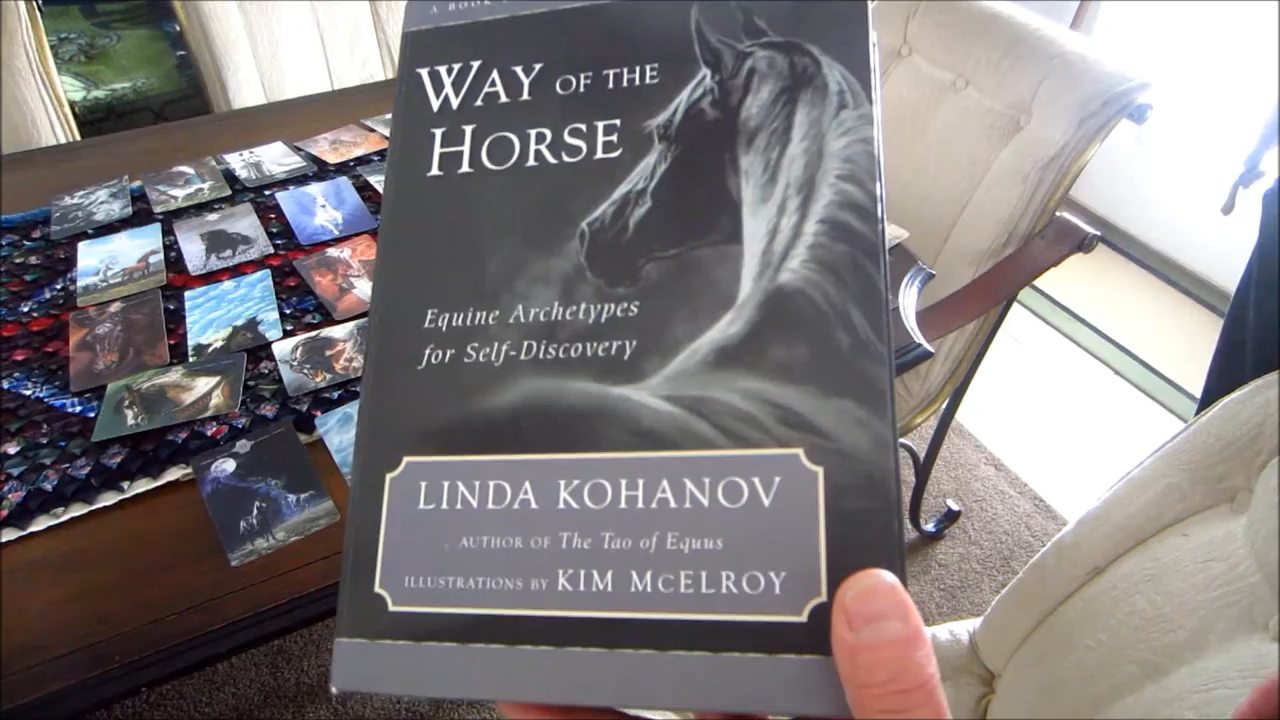 A BOOK
WAY OF THE
HORSE
Equine Archetypes
for Self-Discovery
LINDA KOHANOV
AUTHOR OF The Tao of Equus
ILLUSTRATIONS BY KIM MCELROY